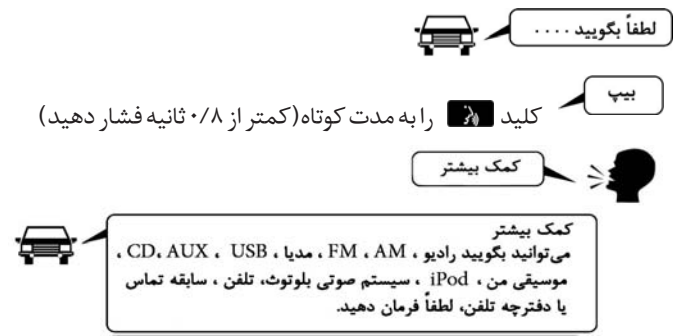 لطفاً بگویید ....
بیپ
کلید را به مدت کوتاه (کمتر از ۰/۸ ثانیه فشار دهید)
کمک بیشتر
کمک بیشتر
می‌توانید بگویید رادیو ، AM ، FM ، مدیا ، USB ، CD، AUX ،
موسیقی من ، iPod ، سیستم صوتی بلوتوث، تلفن ، سابقه تماس
یا دفترچه تلفن، لطفاً فرمان دهید.